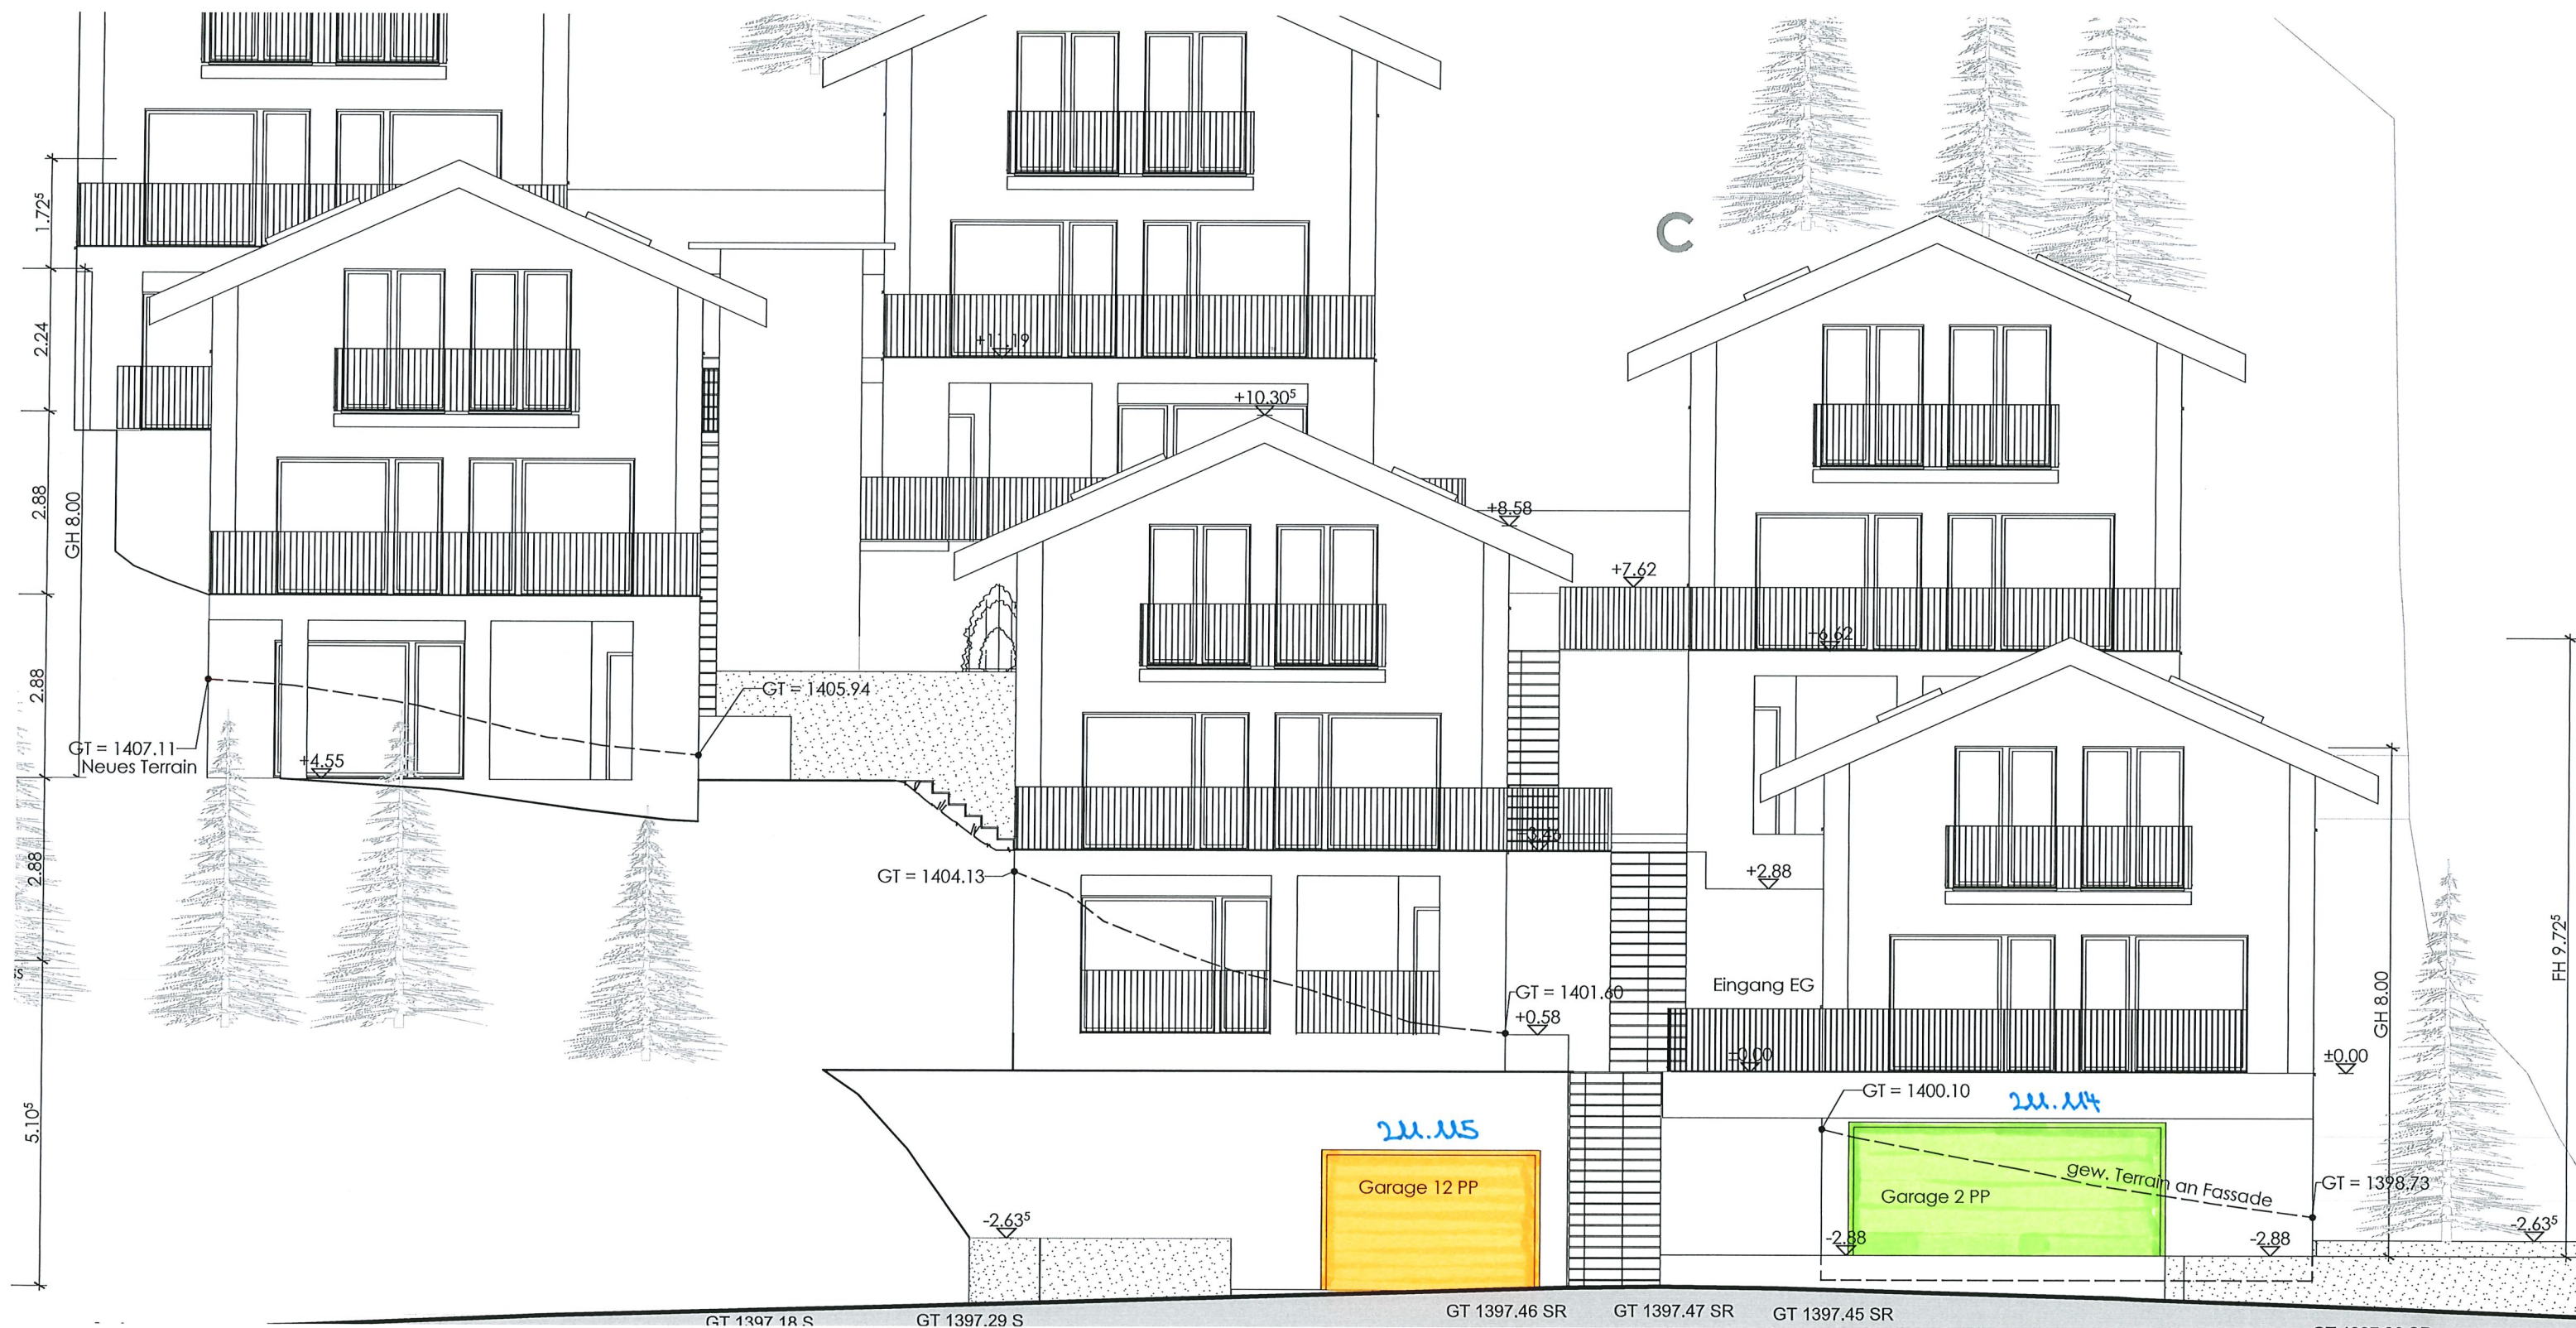 C
1.72⁵
2.24
2.88
GH 8.00
2.88
2.88
5.10⁵
+11.19
+10.30⁵
+8.58
+7.62
+6.62
GT = 1405.94
GT = 1407.11
Neues Terrain
+4.55
GT = 1404.13
+2.88
GT = 1401.60
+0.58
Eingang EG
±0.00
±0.00
GH 8.00
FH 9.72⁵
GT = 1400.10
211.114
211.115
Garage 12 PP
Garage 2 PP
gew. Terrain an Fassade
GT = 1398.73
-2.63⁵
-2.88
-2.88
-2.63⁵
GT 1397.18 S
GT 1397.29 S
GT 1397.46 SR
GT 1397.47 SR
GT 1397.45 SR